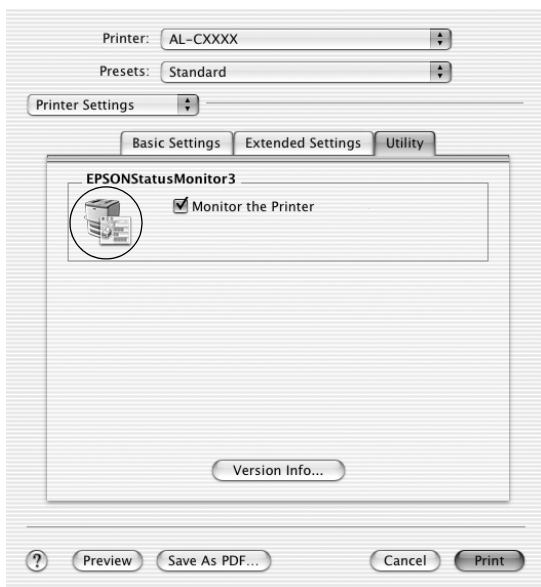 Printer: AL-CXXXX
Presets: Standard
Printer Settings
Basic Settings Extended Settings Utility
EPSONStatusMonitor3
Monitor the Printer
Version Info...
? Preview Save As PDF... Cancel Print